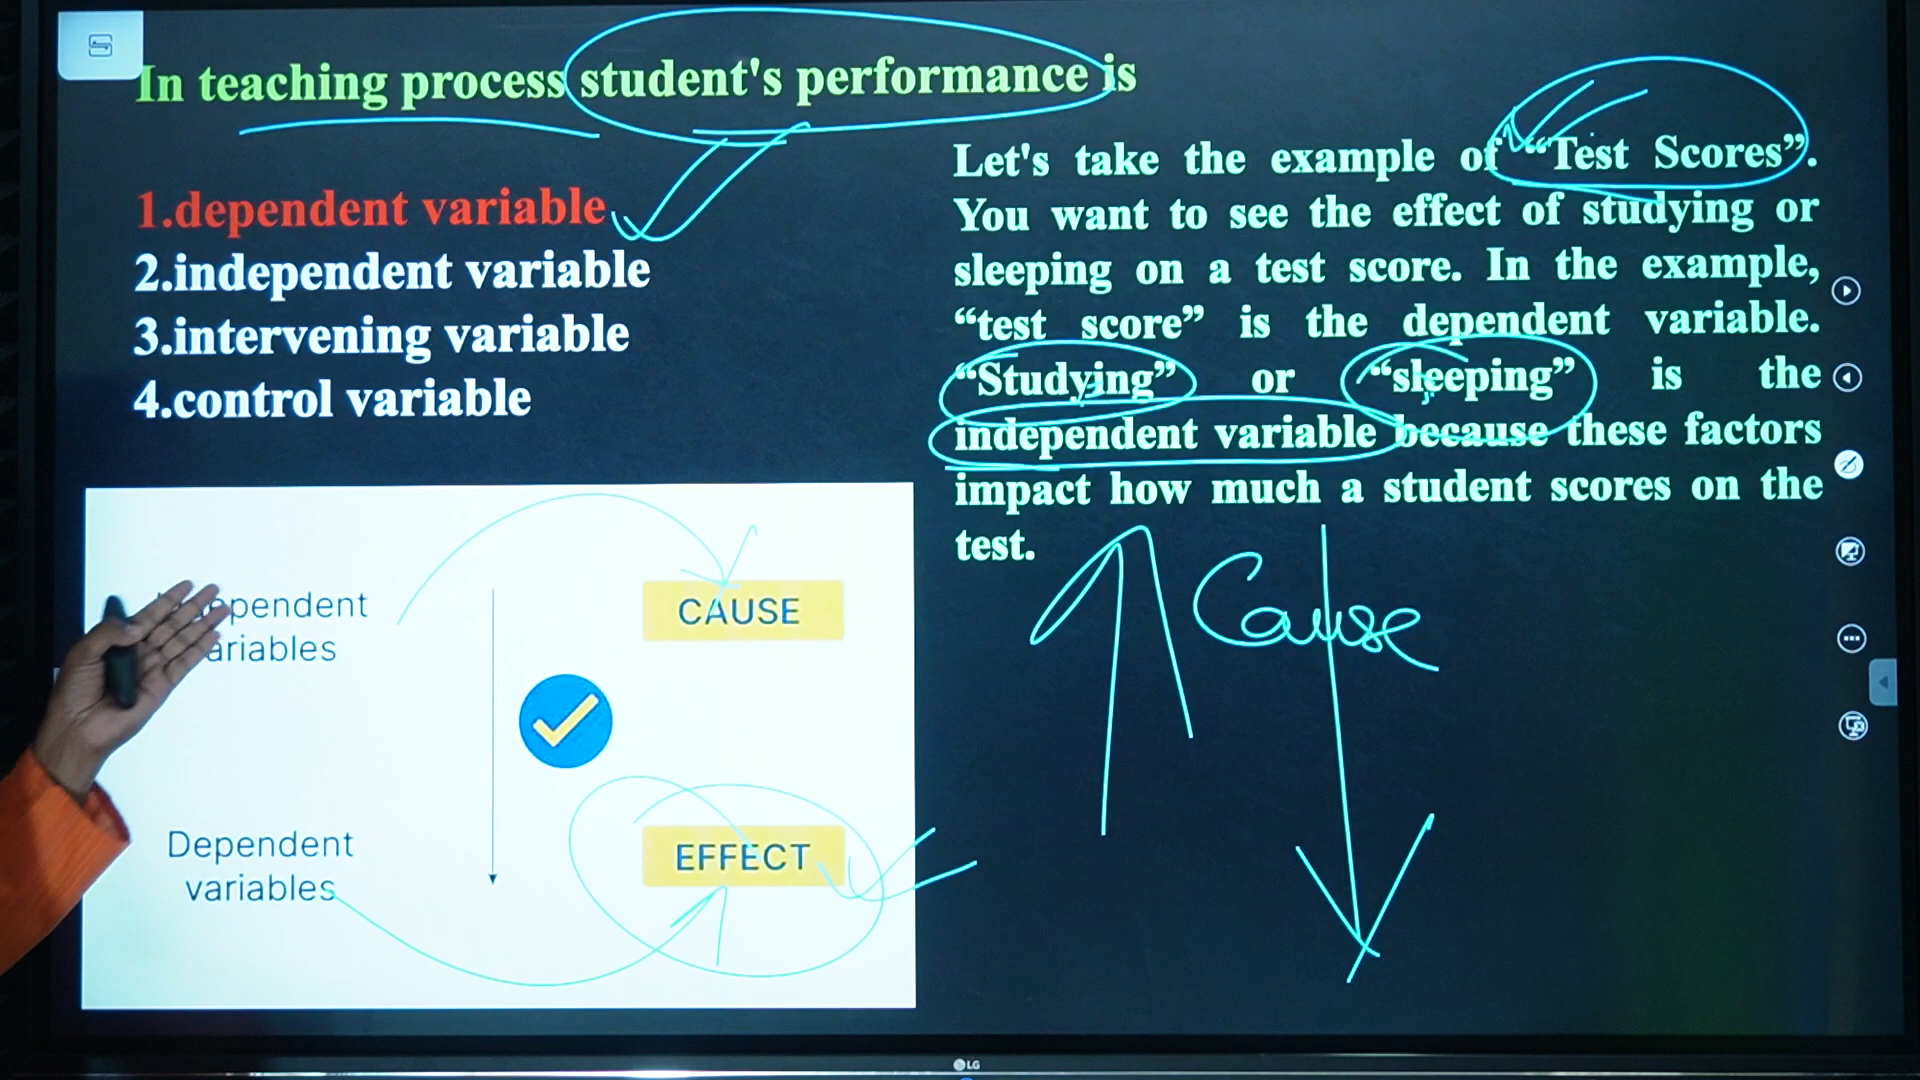 In teaching process student's performance is
1.dependent variable
2.independent variable
3.intervening variable
4.control variable
Let's take the example of “Test Scores”.
You want to see the effect of studying or
sleeping on a test score. In the example,
“test score” is the dependent variable.
“Studying” or “sleeping” is the
independent variable because these factors
impact how much a student scores on the
test.
Cause
CAUSE
variables
EFFECT
Dependent
variables
LG